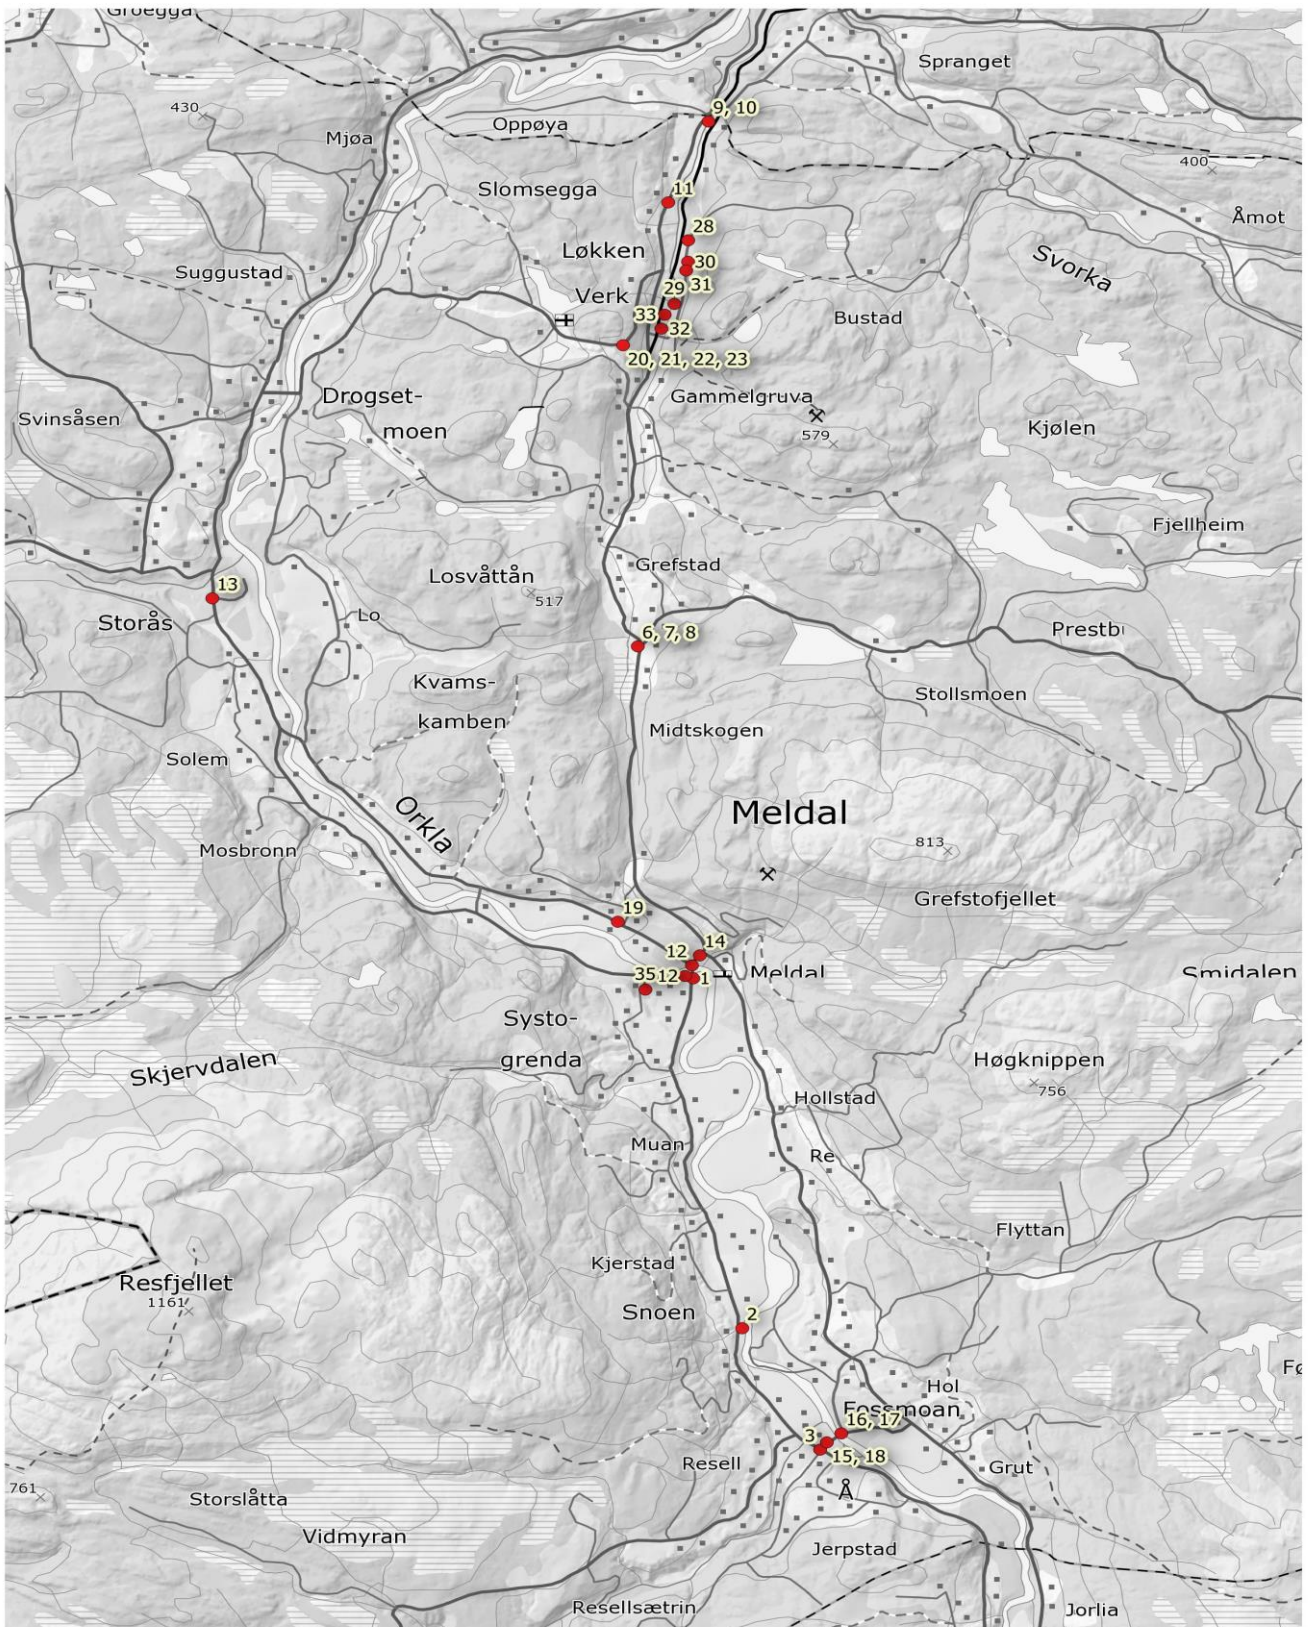 Groegga
Spranget
430
9, 10
Oppøya
Mjøa
400
Slomsegga
11
Åmot
28
Løkken
Svorka
30
Suggustad
31
29
Verk
33
Bustad
32
20, 21, 22, 23
Drogset-
Gammelgruva
Svinsåsen
moen
579
Kjølen
Fjellheim
Grefstad
Losvåttån
13
517
Lo
Storås
6, 7, 8
Prestb
Kvams-
Stollsmoen
kamben
Midtskogen
Solem
Orkla
Meldal
813
Mosbronn
Grefstofjellet
19
14
12
35
12
1
Meldal
Smidalen
Systo-
grenda
Høgknippen
Skjervdalen
756
Hollstad
Muan
Re
Flyttan
Kjerstad
Resfjellet
1161
Snoen
2
Hol
Fossmoan
16, 17
3
15, 18
Resell
Grut
761
Å
Storslåtta
Vidmyran
Jerpstad
Resellsætrin
Jorlia